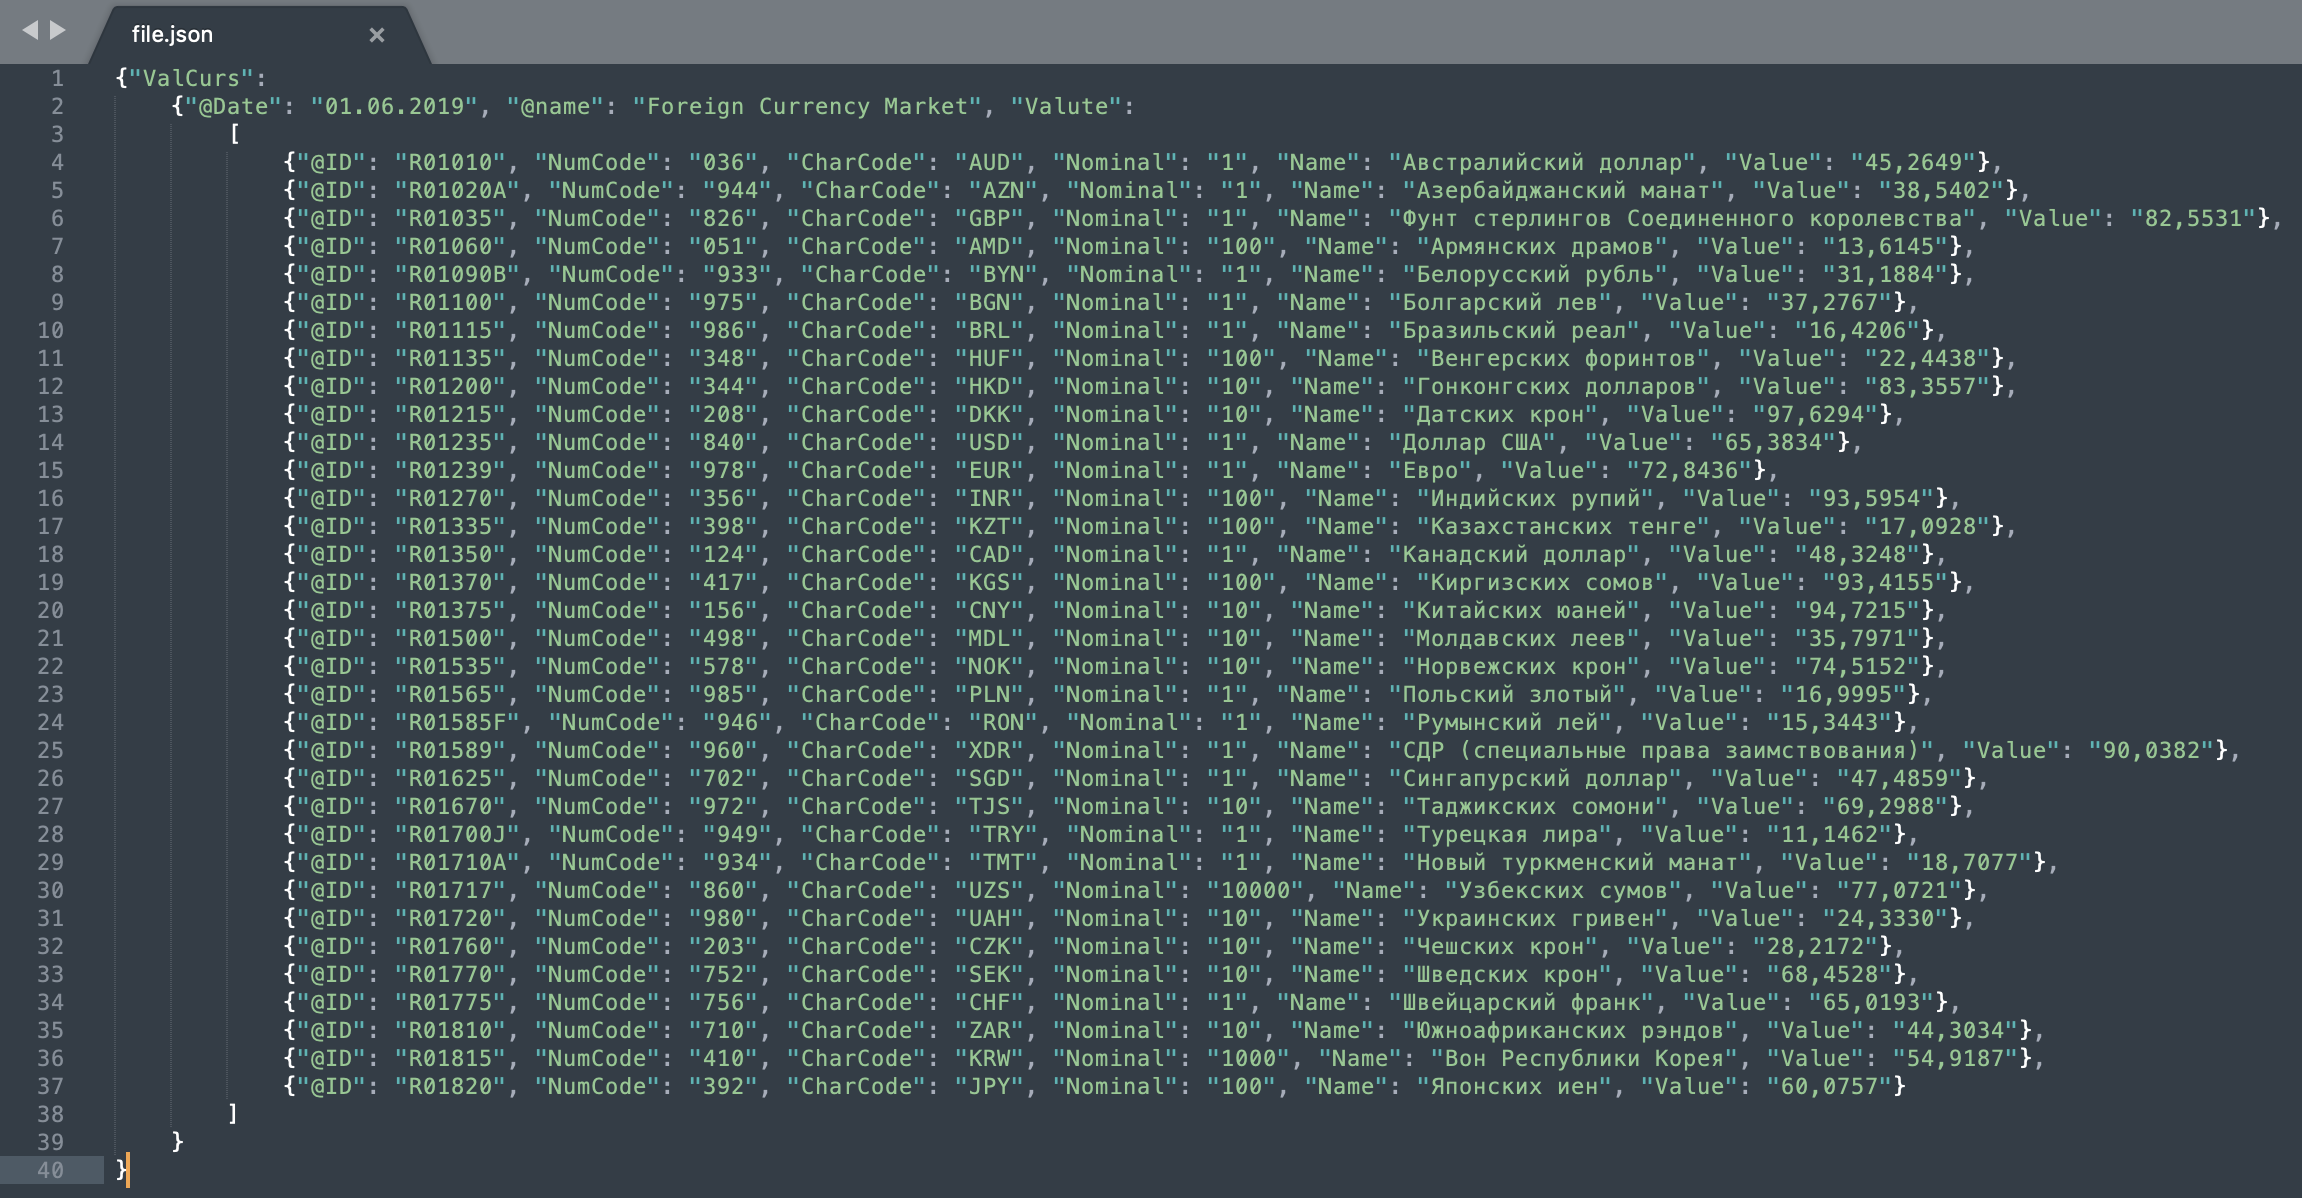 file.json ×
1 {"ValCurs":
2 {"@Date": "01.06.2019", "@name": "Foreign Currency Market", "Valute":
3 [
4 {"@ID": "R01010", "NumCode": "036", "CharCode": "AUD", "Nominal": "1", "Name": "Австралийский доллар", "Value": "45,2649"},
5 {"@ID": "R01020A", "NumCode": "944", "CharCode": "AZN", "Nominal": "1", "Name": "Азербайджанский манат", "Value": "38,5402"},
6 {"@ID": "R01035", "NumCode": "826", "CharCode": "GBP", "Nominal": "1", "Name": "Фунт стерлингов Соединенного королевства", "Value": "82,5531"},
7 {"@ID": "R01060", "NumCode": "051", "CharCode": "AMD", "Nominal": "100", "Name": "Армянских драмов", "Value": "13,6145"},
8 {"@ID": "R01090B", "NumCode": "933", "CharCode": "BYN", "Nominal": "1", "Name": "Белорусский рубль", "Value": "31,1884"},
9 {"@ID": "R01100", "NumCode": "975", "CharCode": "BGN", "Nominal": "1", "Name": "Болгарский лев", "Value": "37,2767"},
10 {"@ID": "R01115", "NumCode": "986", "CharCode": "BRL", "Nominal": "1", "Name": "Бразильский реал", "Value": "16,4206"},
11 {"@ID": "R01135", "NumCode": "348", "CharCode": "HUF", "Nominal": "100", "Name": "Венгерских форинтов", "Value": "22,4438"},
12 {"@ID": "R01200", "NumCode": "344", "CharCode": "HKD", "Nominal": "10", "Name": "Гонконгских долларов", "Value": "83,3557"},
13 {"@ID": "R01215", "NumCode": "208", "CharCode": "DKK", "Nominal": "10", "Name": "Датских крон", "Value": "97,6294"},
14 {"@ID": "R01235", "NumCode": "840", "CharCode": "USD", "Nominal": "1", "Name": "Доллар США", "Value": "65,3834"},
15 {"@ID": "R01239", "NumCode": "978", "CharCode": "EUR", "Nominal": "1", "Name": "Евро", "Value": "72,8436"},
16 {"@ID": "R01270", "NumCode": "356", "CharCode": "INR", "Nominal": "100", "Name": "Индийских рупий", "Value": "93,5954"},
17 {"@ID": "R01335", "NumCode": "398", "CharCode": "KZT", "Nominal": "100", "Name": "Казахстанских тенге", "Value": "17,0928"},
18 {"@ID": "R01350", "NumCode": "124", "CharCode": "CAD", "Nominal": "1", "Name": "Канадский доллар", "Value": "48,3248"},
19 {"@ID": "R01370", "NumCode": "417", "CharCode": "KGS", "Nominal": "100", "Name": "Киргизских сомов", "Value": "93,4155"},
20 {"@ID": "R01375", "NumCode": "156", "CharCode": "CNY", "Nominal": "10", "Name": "Китайских юаней", "Value": "94,7215"},
21 {"@ID": "R01500", "NumCode": "498", "CharCode": "MDL", "Nominal": "10", "Name": "Молдавских леев", "Value": "35,7971"},
22 {"@ID": "R01535", "NumCode": "578", "CharCode": "NOK", "Nominal": "10", "Name": "Норвежских крон", "Value": "74,5152"},
23 {"@ID": "R01565", "NumCode": "985", "CharCode": "PLN", "Nominal": "1", "Name": "Польский злотый", "Value": "16,9995"},
24 {"@ID": "R01585F", "NumCode": "946", "CharCode": "RON", "Nominal": "1", "Name": "Румынский лей", "Value": "15,3443"},
25 {"@ID": "R01589", "NumCode": "960", "CharCode": "XDR", "Nominal": "1", "Name": "СДР (специальные права заимствования)", "Value": "90,0382"},
26 {"@ID": "R01625", "NumCode": "702", "CharCode": "SGD", "Nominal": "1", "Name": "Сингапурский доллар", "Value": "47,4859"},
27 {"@ID": "R01670", "NumCode": "972", "CharCode": "TJS", "Nominal": "10", "Name": "Таджикских сомони", "Value": "69,2988"},
28 {"@ID": "R01700J", "NumCode": "949", "CharCode": "TRY", "Nominal": "1", "Name": "Турецкая лира", "Value": "11,1462"},
29 {"@ID": "R01710A", "NumCode": "934", "CharCode": "TMT", "Nominal": "1", "Name": "Новый туркменский манат", "Value": "18,7077"},
30 {"@ID": "R01717", "NumCode": "860", "CharCode": "UZS", "Nominal": "10000", "Name": "Узбекских сумов", "Value": "77,0721"},
31 {"@ID": "R01720", "NumCode": "980", "CharCode": "UAH", "Nominal": "10", "Name": "Украинских гривен", "Value": "24,3330"},
32 {"@ID": "R01760", "NumCode": "203", "CharCode": "CZK", "Nominal": "10", "Name": "Чешских крон", "Value": "28,2172"},
33 {"@ID": "R01770", "NumCode": "752", "CharCode": "SEK", "Nominal": "10", "Name": "Шведских крон", "Value": "68,4528"},
34 {"@ID": "R01775", "NumCode": "756", "CharCode": "CHF", "Nominal": "1", "Name": "Швейцарский франк", "Value": "65,0193"},
35 {"@ID": "R01810", "NumCode": "710", "CharCode": "ZAR", "Nominal": "10", "Name": "Южноафриканских рэндов", "Value": "44,3034"},
36 {"@ID": "R01815", "NumCode": "410", "CharCode": "KRW", "Nominal": "1000", "Name": "Вон Республики Корея", "Value": "54,9187"},
37 {"@ID": "R01820", "NumCode": "392", "CharCode": "JPY", "Nominal": "100", "Name": "Японских иен", "Value": "60,0757"}
38 ]
39 }
40 }